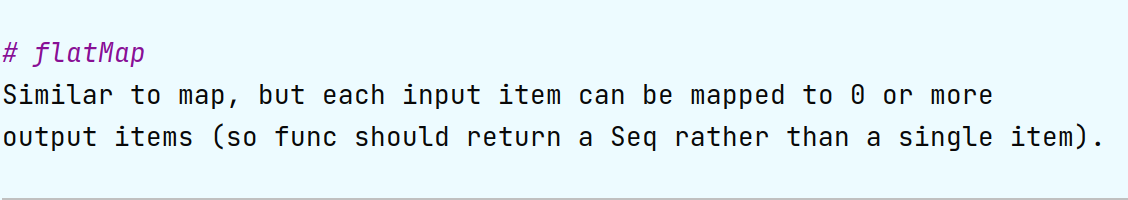 # flatMap
Similar to map, but each input item can be mapped to 0 or more
output items (so func should return a Seq rather than a single item).